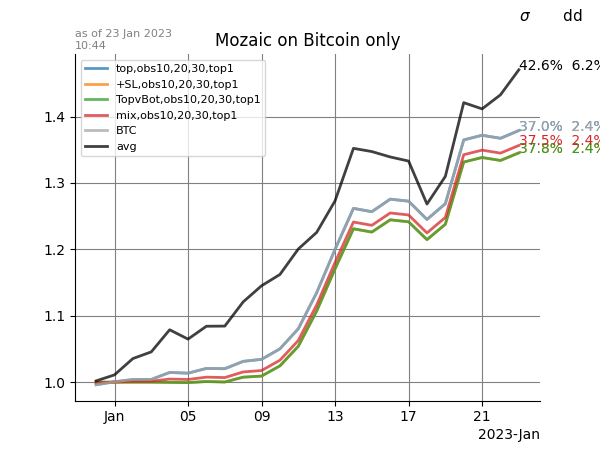 σ dd
as of 23 Jan 2023
10:44
Mozaic on Bitcoin only
top,obs10,20,30,top1
+SL,obs10,20,30,top1
TopvBot,obs10,20,30,top1
mix,obs10,20,30,top1
BTC
avg
42.6% 6.2%
37.0% 2.4%
37.5% 2.4%
37.8% 2.4%
1.4
1.3
1.2
1.1
1.0
Jan 05 09 13 17 21
2023-Jan